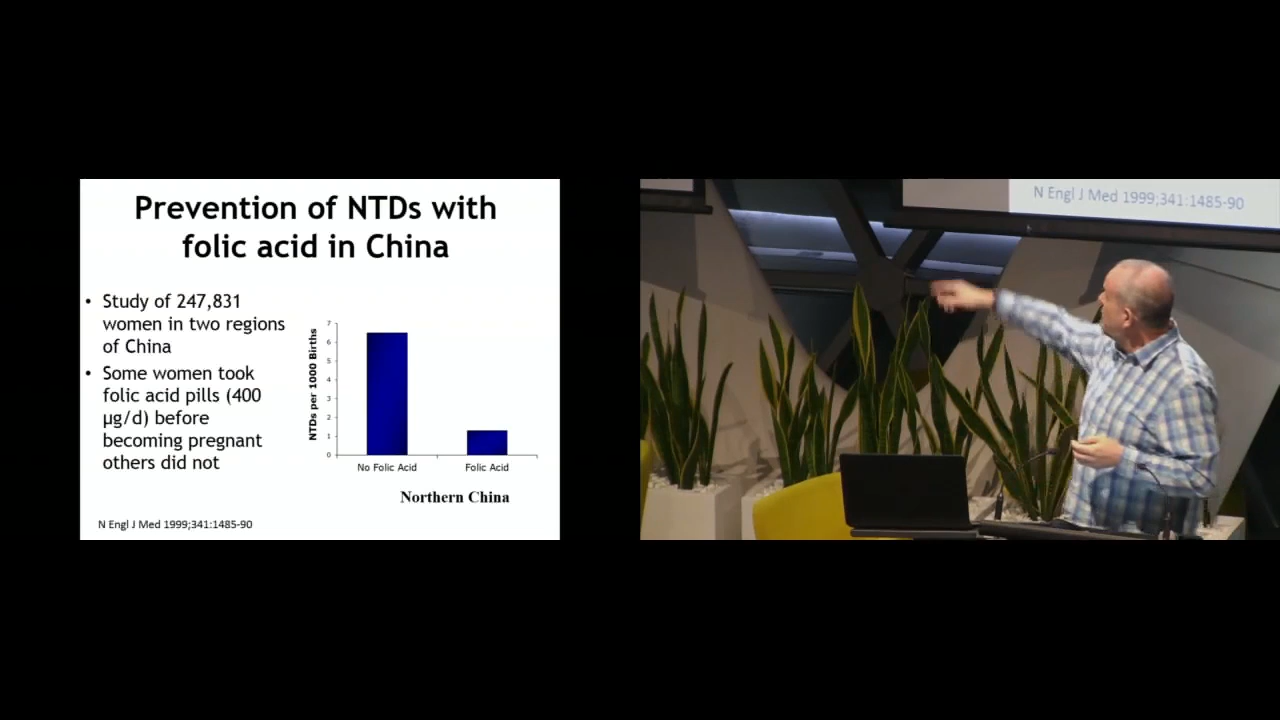 Prevention of NTDs with
folic acid in China
• Study of 247,831
women in two regions
of China
• Some women took
folic acid pills (400
µg/d) before
becoming pregnant
others did not
NTDs per 1000 Births
7
6
5
4
3
2
1
0
No Folic Acid
Folic Acid
Northern China
N Engl J Med 1999;341:1485-90
N Engl J Med 1999;341:1485-90